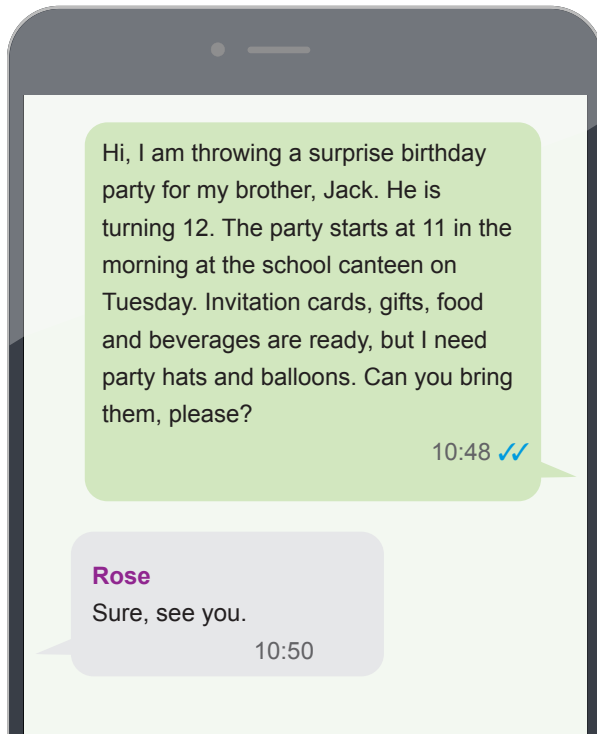 Hi, I am throwing a surprise birthday
party for my brother, Jack. He is
turning 12. The party starts at 11 in the
morning at the school canteen on
Tuesday. Invitation cards, gifts, food
and beverages are ready, but I need
party hats and balloons. Can you bring
them, please?
10:48
Rose
Sure, see you.
10:50